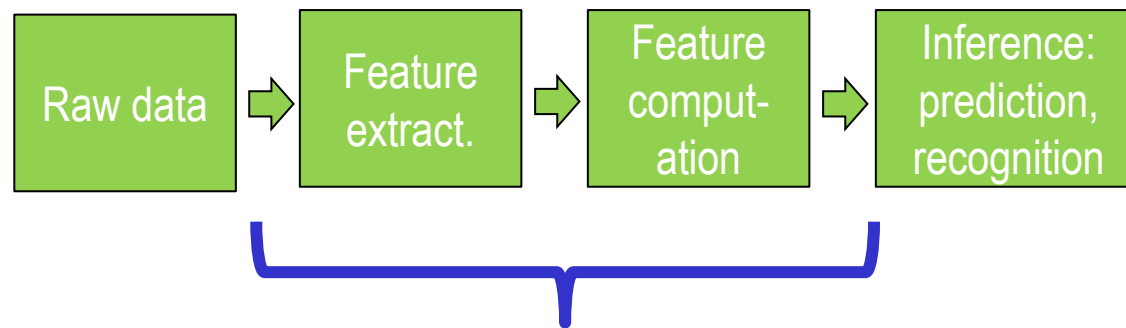 Raw data
Feature
extract.
Feature
comput-
ation
Inference:
prediction,
recognition